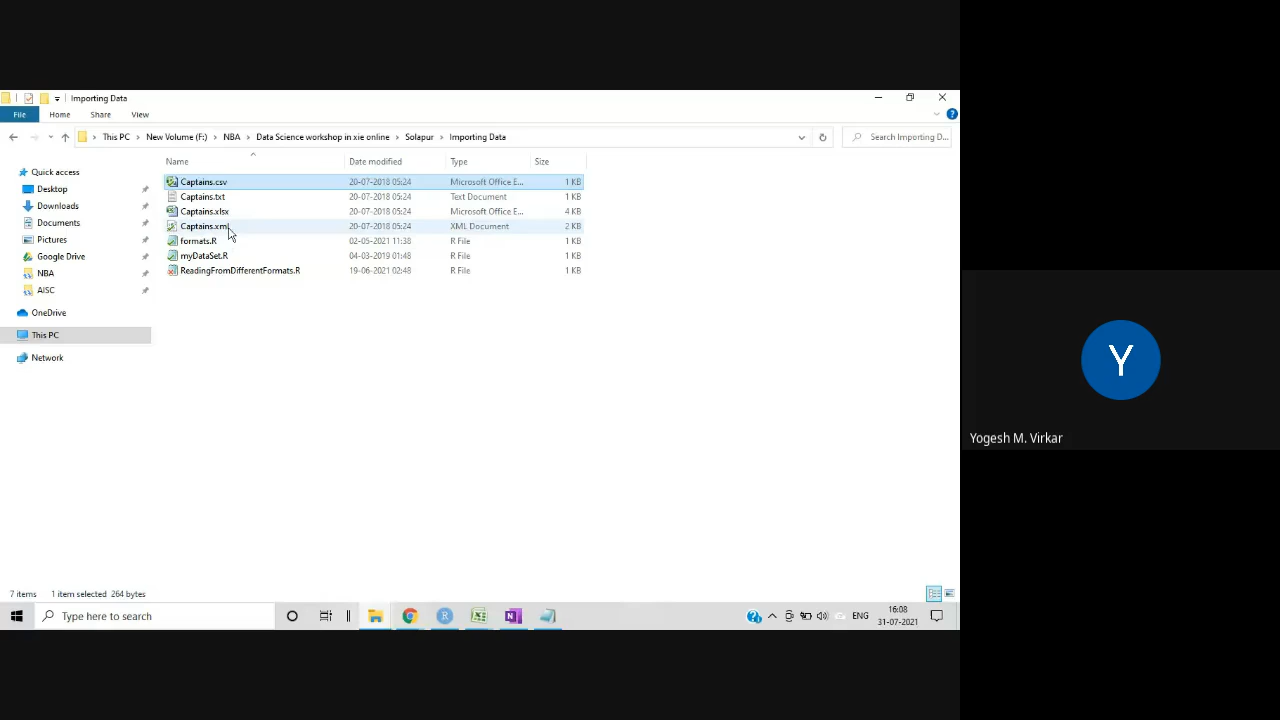 Importing Data
File Home Share View
This PC > New Volume (F:) > NBA > Data Science workshop in xie online > Solapur > Importing Data
Search Importing D...
Name Date modified Type Size
Quick access
Desktop
Downloads
Documents
Pictures
Google Drive
NBA
AISC
OneDrive
This PC
Network
Captains.csv 20-07-2018 05:24 Microsoft Office E... 1 KB
Captains.txt 20-07-2018 05:24 Text Document 1 KB
Captains.xlsx 20-07-2018 05:24 Microsoft Office E... 4 KB
Captains.xml 20-07-2018 05:24 XML Document 2 KB
formats.R 02-05-2021 11:38 R File 1 KB
myDataSet.R 04-03-2019 01:48 R File 1 KB
ReadingFromDifferentFormats.R 19-06-2021 02:48 R File 1 KB
Y
Yogesh M. Virkar
7 items 1 item selected 264 bytes
Type here to search
ENG
16:08
31-07-2021